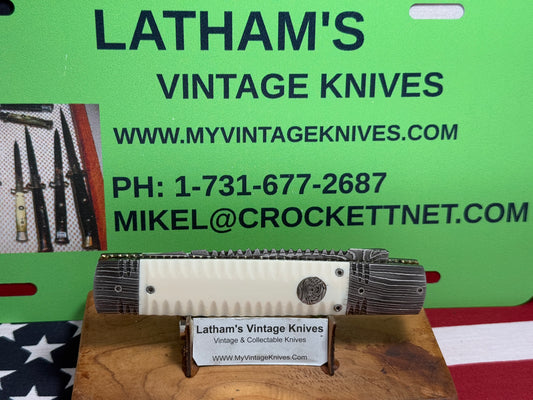 LATHAM'S
VINTAGE KNIVES
WWW.MYVINTAGEKNIVES.COM
PH: 1-731-677-2687
MIKEL@CROCKETTNET.COM
Latham's Vintage Knives
Vintage & Collectable Knives
WWW.MyVintageKnives.Com